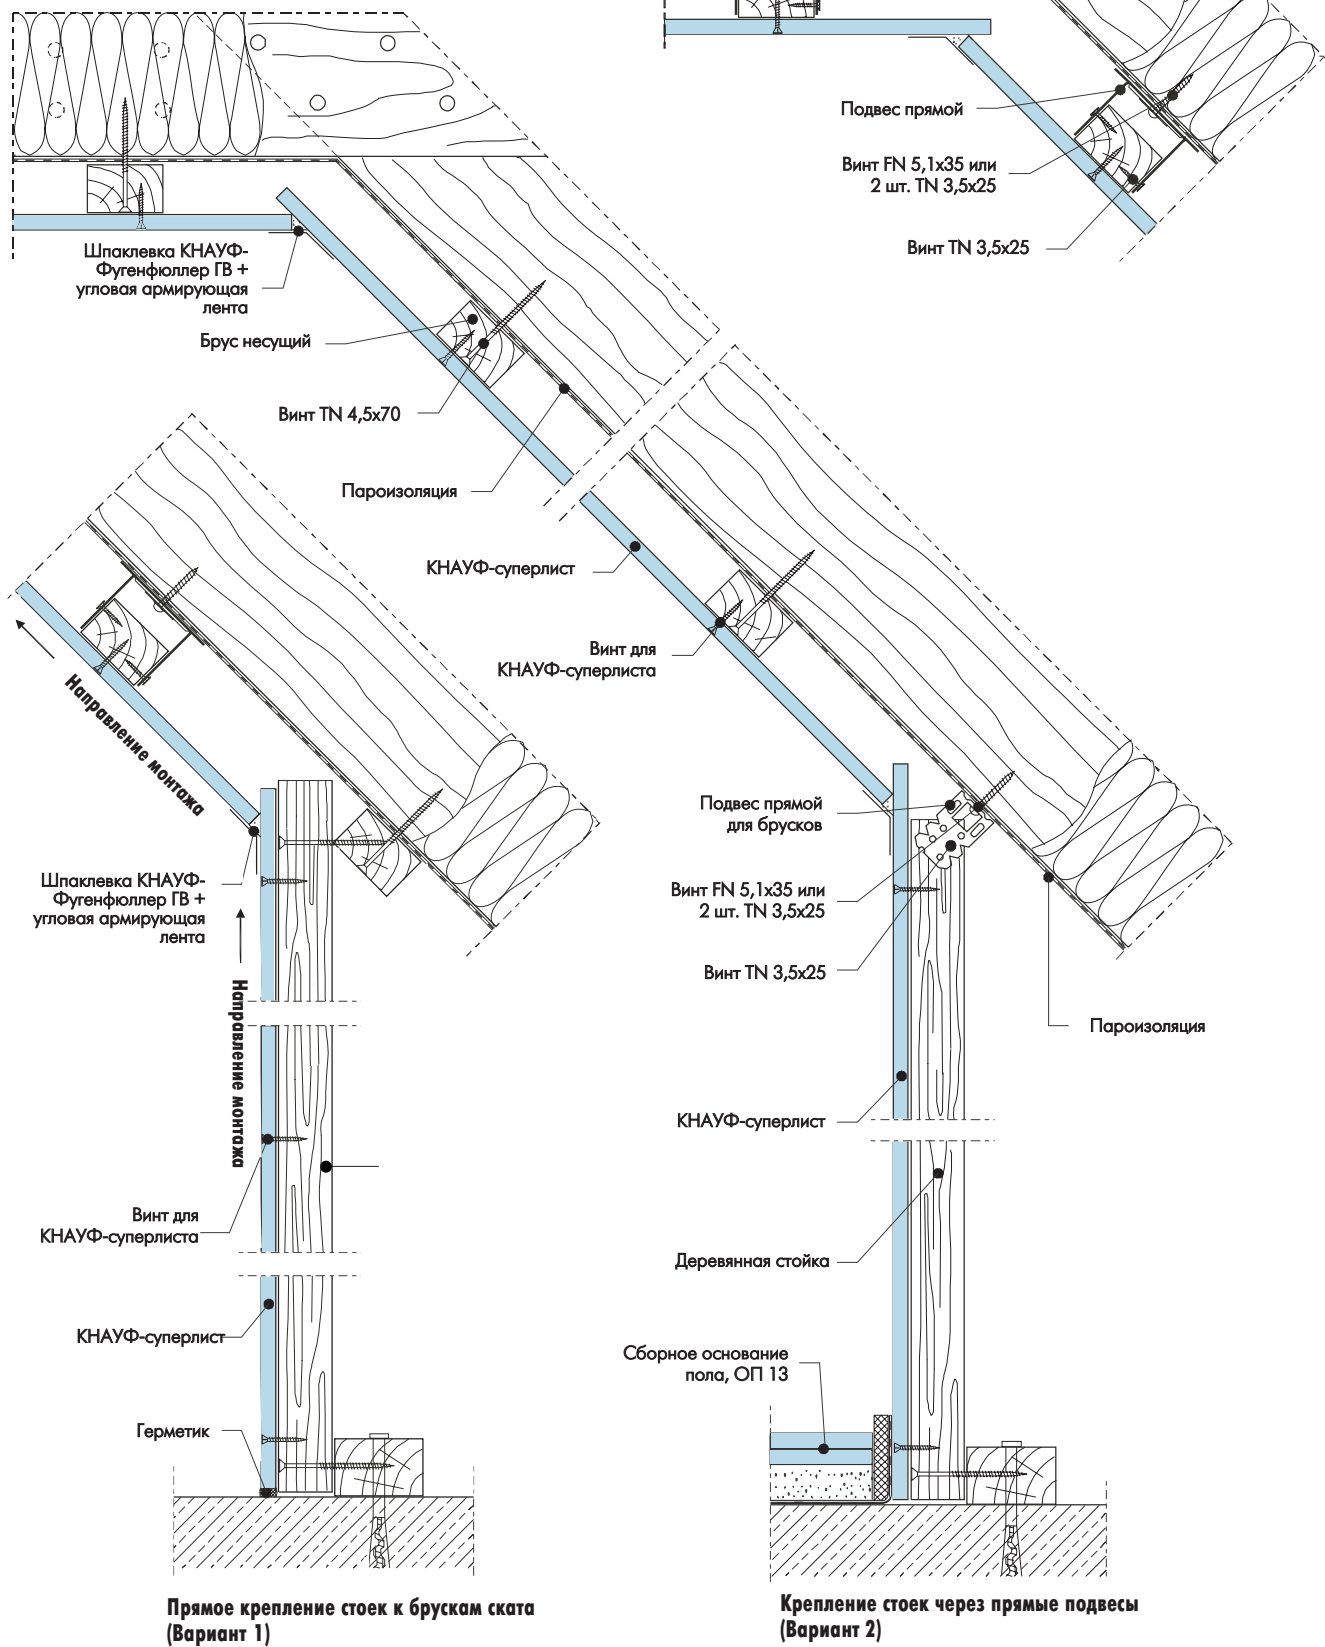 Подвес прямой
Винт FN 5,1x35 или
2 шт. TN 3,5x25
Винт TN 3,5x25
Шпаклевка КНАУФ-
Фугенфюллер ГВ +
угловая армирующая
лента
Брус несущий
Винт TN 4,5x70
Пароизоляция
КНАУФ-суперлист
Винт для
КНАУФ-суперлиста
Направление монтажа
Подвес прямой
для брусков
Шпаклевка КНАУФ-
Фугенфюллер ГВ +
угловая армирующая
лента
Винт FN 5,1x35 или
2 шт. TN 3,5x25
Винт TN 3,5x25
Направление монтажа
Пароизоляция
КНАУФ-суперлист
Винт для
КНАУФ-суперлиста
Деревянная стойка
КНАУФ-суперлист
Сборное основание
пола, ОП 13
Герметик
Прямое крепление стоек к брускам ската
(Вариант 1)
Крепление стоек через прямые подвесы
(Вариант 2)